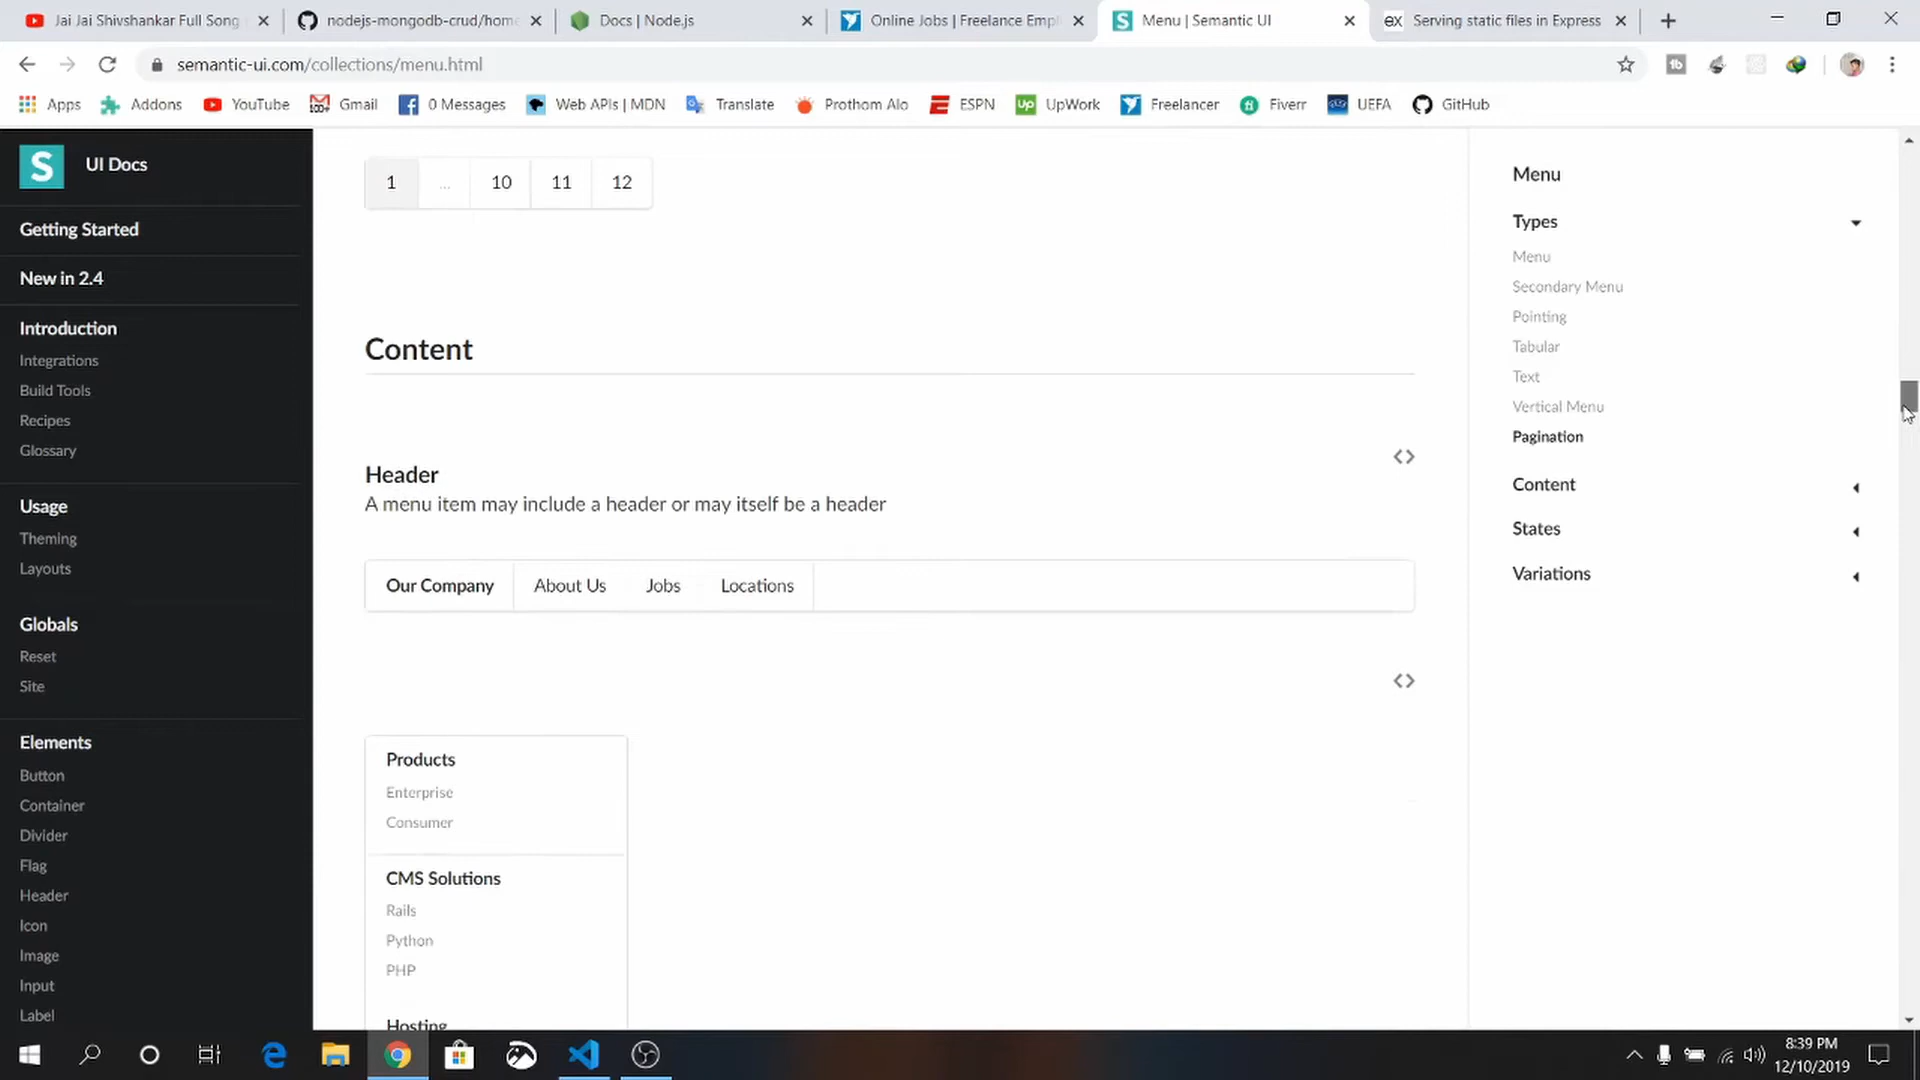 Jai Jai Shivshankar Full Song
nodejs-mongodb-crud/hom
Docs | Node.js
Online Jobs | Freelance Empl
Menu | Semantic UI
ex Serving static files in Express
semantic-ui.com/collections/menu.html
Apps
Addons
YouTube
Gmail
0 Messages
Web APIs | MDN
Translate
Prothom Alo
ESPN
UpWork
Freelancer
Fiverr
UEFA
GitHub
S
UI Docs
Getting Started
New in 2.4
Introduction
Integrations
Build Tools
Recipes
Glossary
Usage
Theming
Layouts
Globals
Reset
Site
Elements
Button
Container
Divider
Flag
Header
Icon
Image
Input
Label
1 ... 10 11 12
Content
Header
A menu item may include a header or may itself be a header
Our Company About Us Jobs Locations
Products
Enterprise
Consumer
CMS Solutions
Rails
Python
PHP
Hosting
Menu
Types
Menu
Secondary Menu
Pointing
Tabular
Text
Vertical Menu
Pagination
Content
States
Variations
8:39 PM
12/10/2019